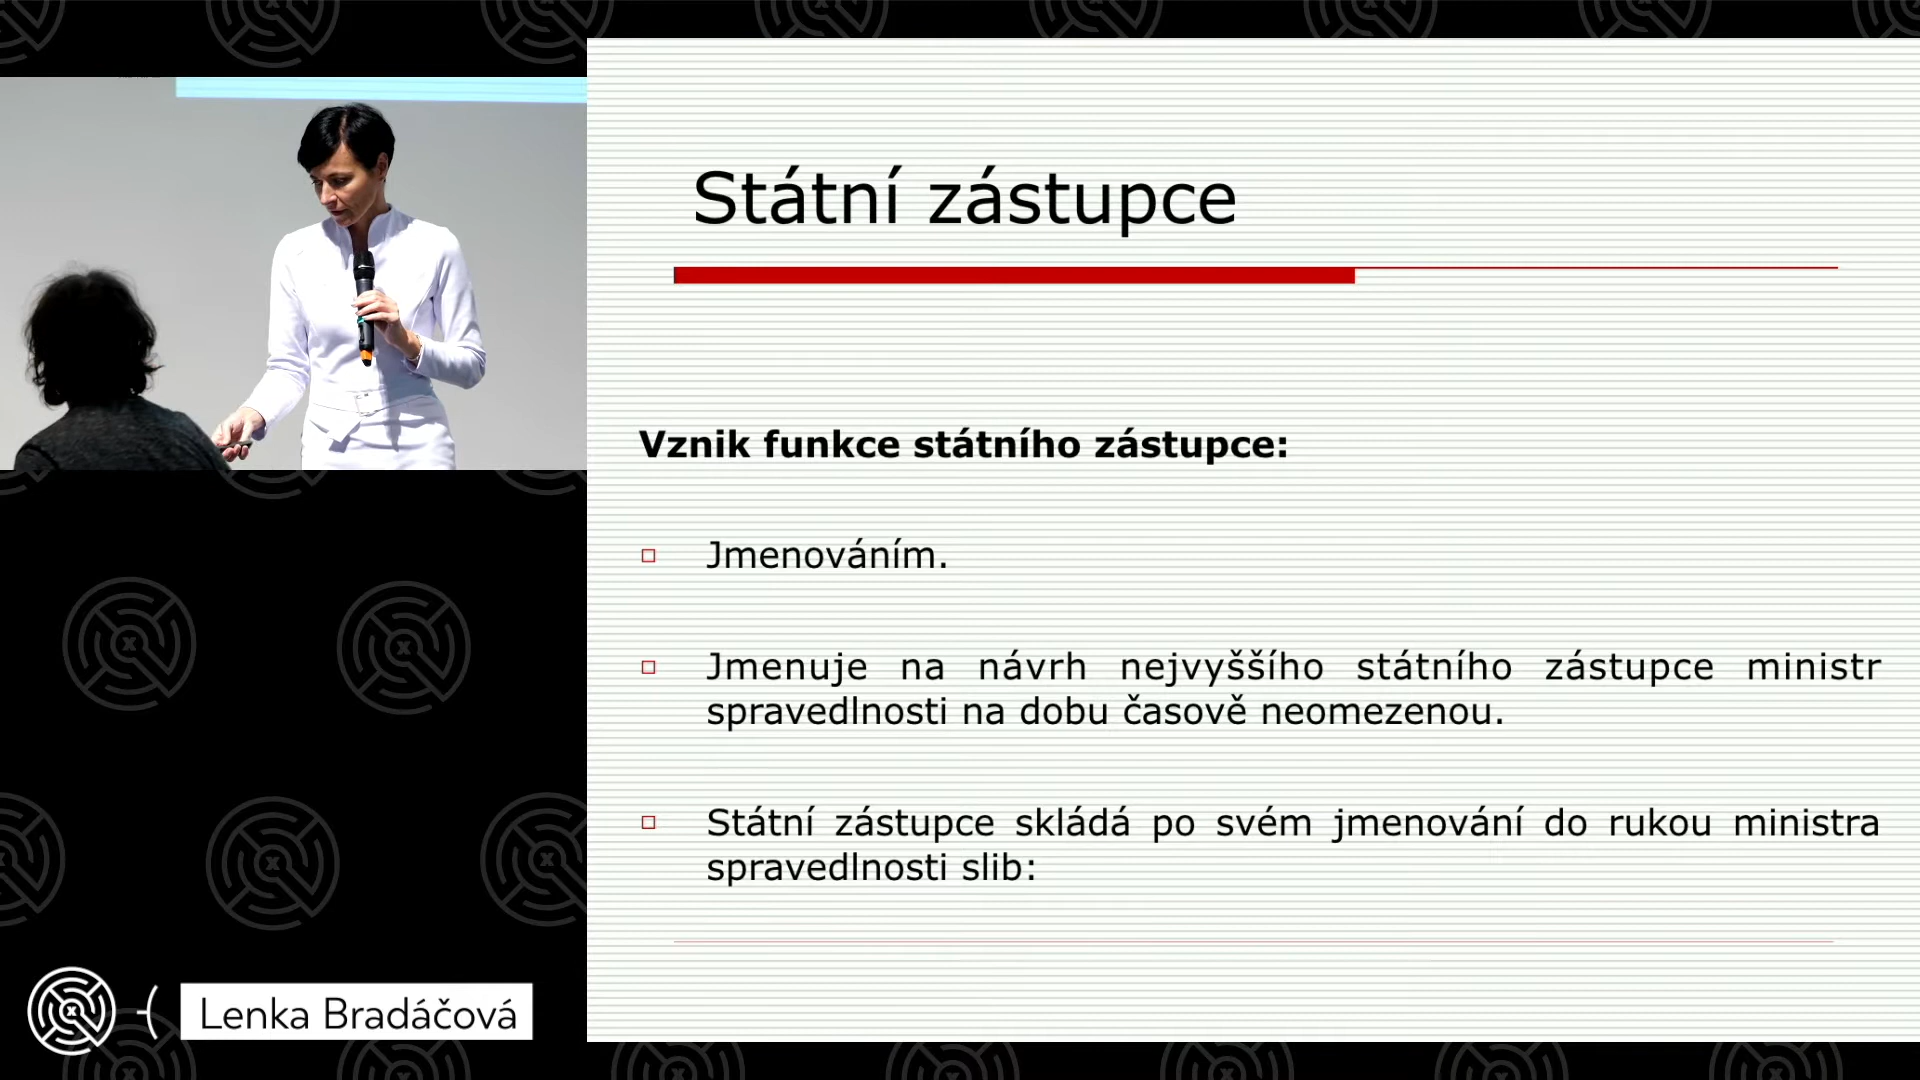 Státní zástupce
Vznik funkce státního zástupce:
Jmenováním.
Jmenuje na návrh nejvyššího státního zástupce ministr
spravedlnosti na dobu časově neomezenou.
Státní zástupce skládá po svém jmenování do rukou ministra
spravedlnosti slib:
Lenka Bradáčová